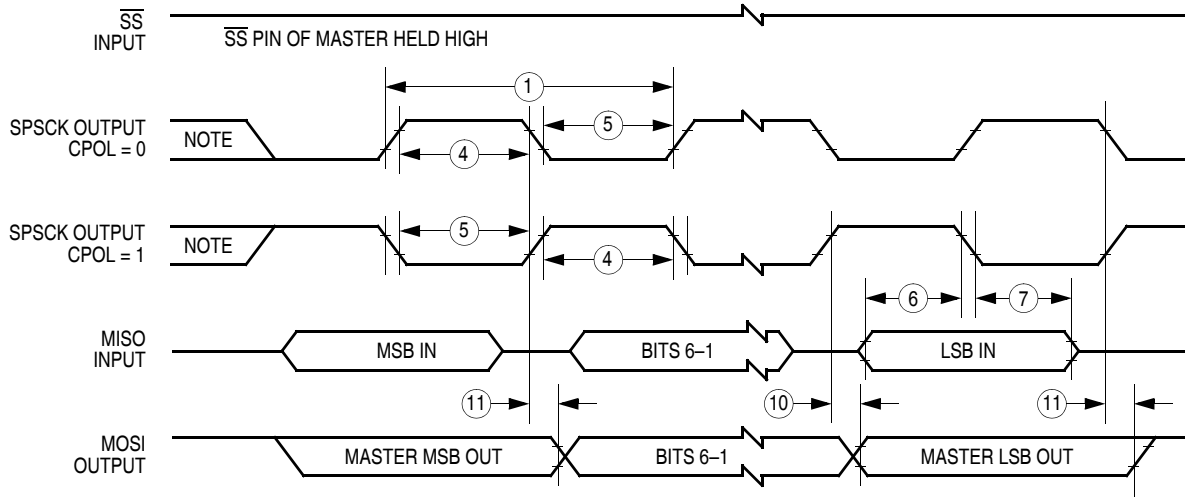 SS
INPUT
SS PIN OF MASTER HELD HIGH
1
SPSCK OUTPUT
CPOL = 0
NOTE
4
5
SPSCK OUTPUT
CPOL = 1
NOTE
5
4
6
7
MISO
INPUT
MSB IN
BITS 6–1
LSB IN
11
10
11
MOSI
OUTPUT
MASTER MSB OUT
BITS 6–1
MASTER LSB OUT